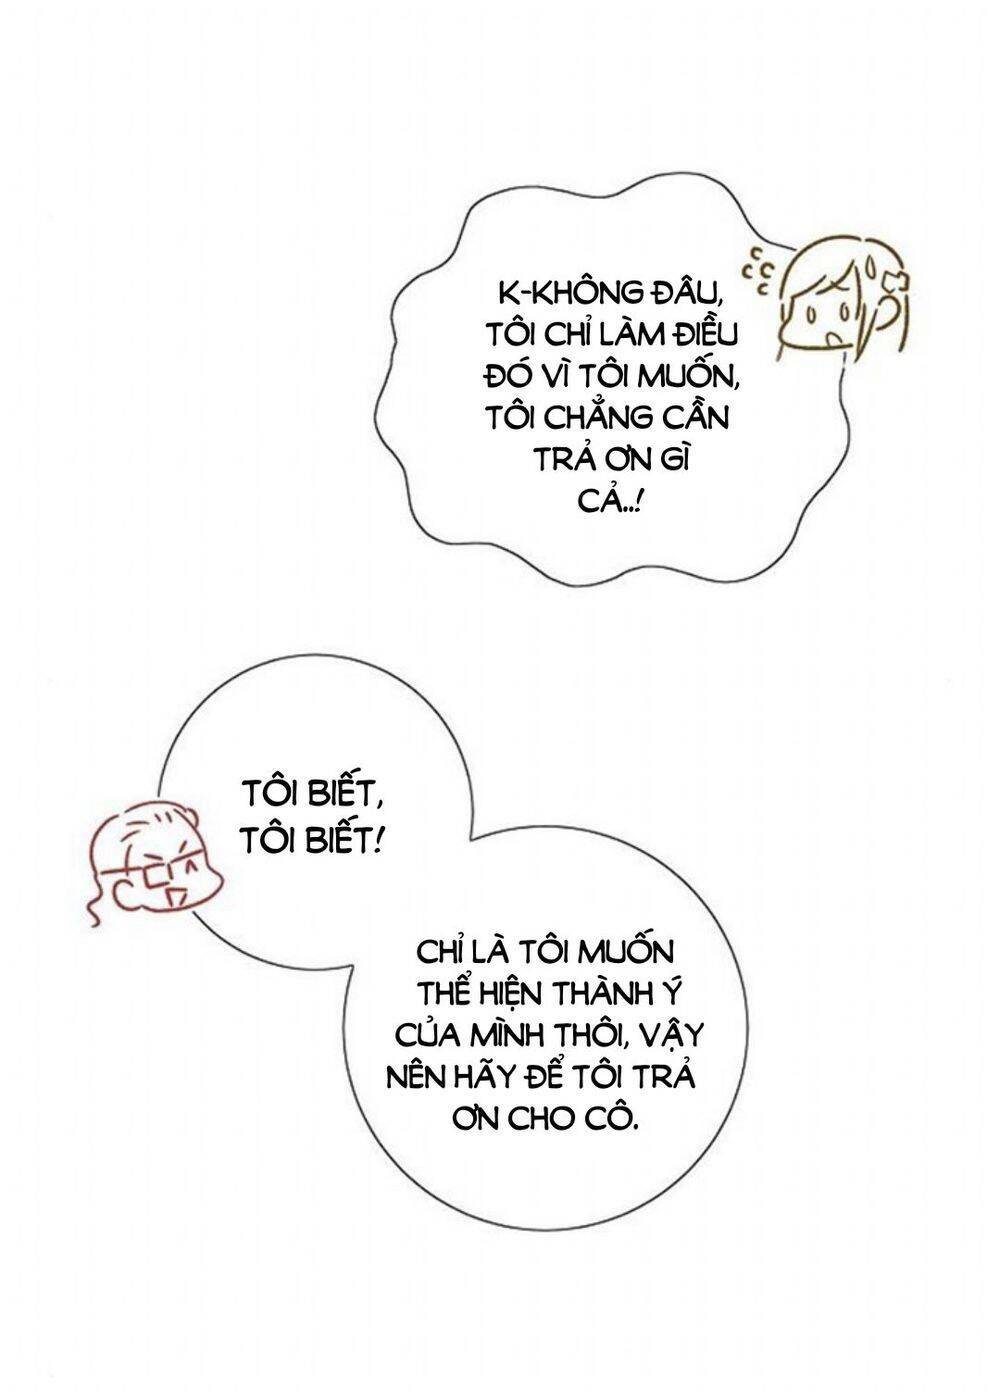 K-KHÔNG ĐÂU,
TÔI CHỈ LÀM ĐIỀU
ĐÓ VÌ TÔI MUỐN,
TÔI CHẲNG CẦN
TRẢ ƠN GÌ
CẢ..!
TÔI BIẾT,
TÔI BIẾT!
CHỈ LÀ TÔI MUỐN
THỂ HIỆN THÀNH Ý
CỦA MÌNH THÔI, VẬY
NÊN HÃY ĐỂ TÔI TRẢ
ƠN CHO CÔ.